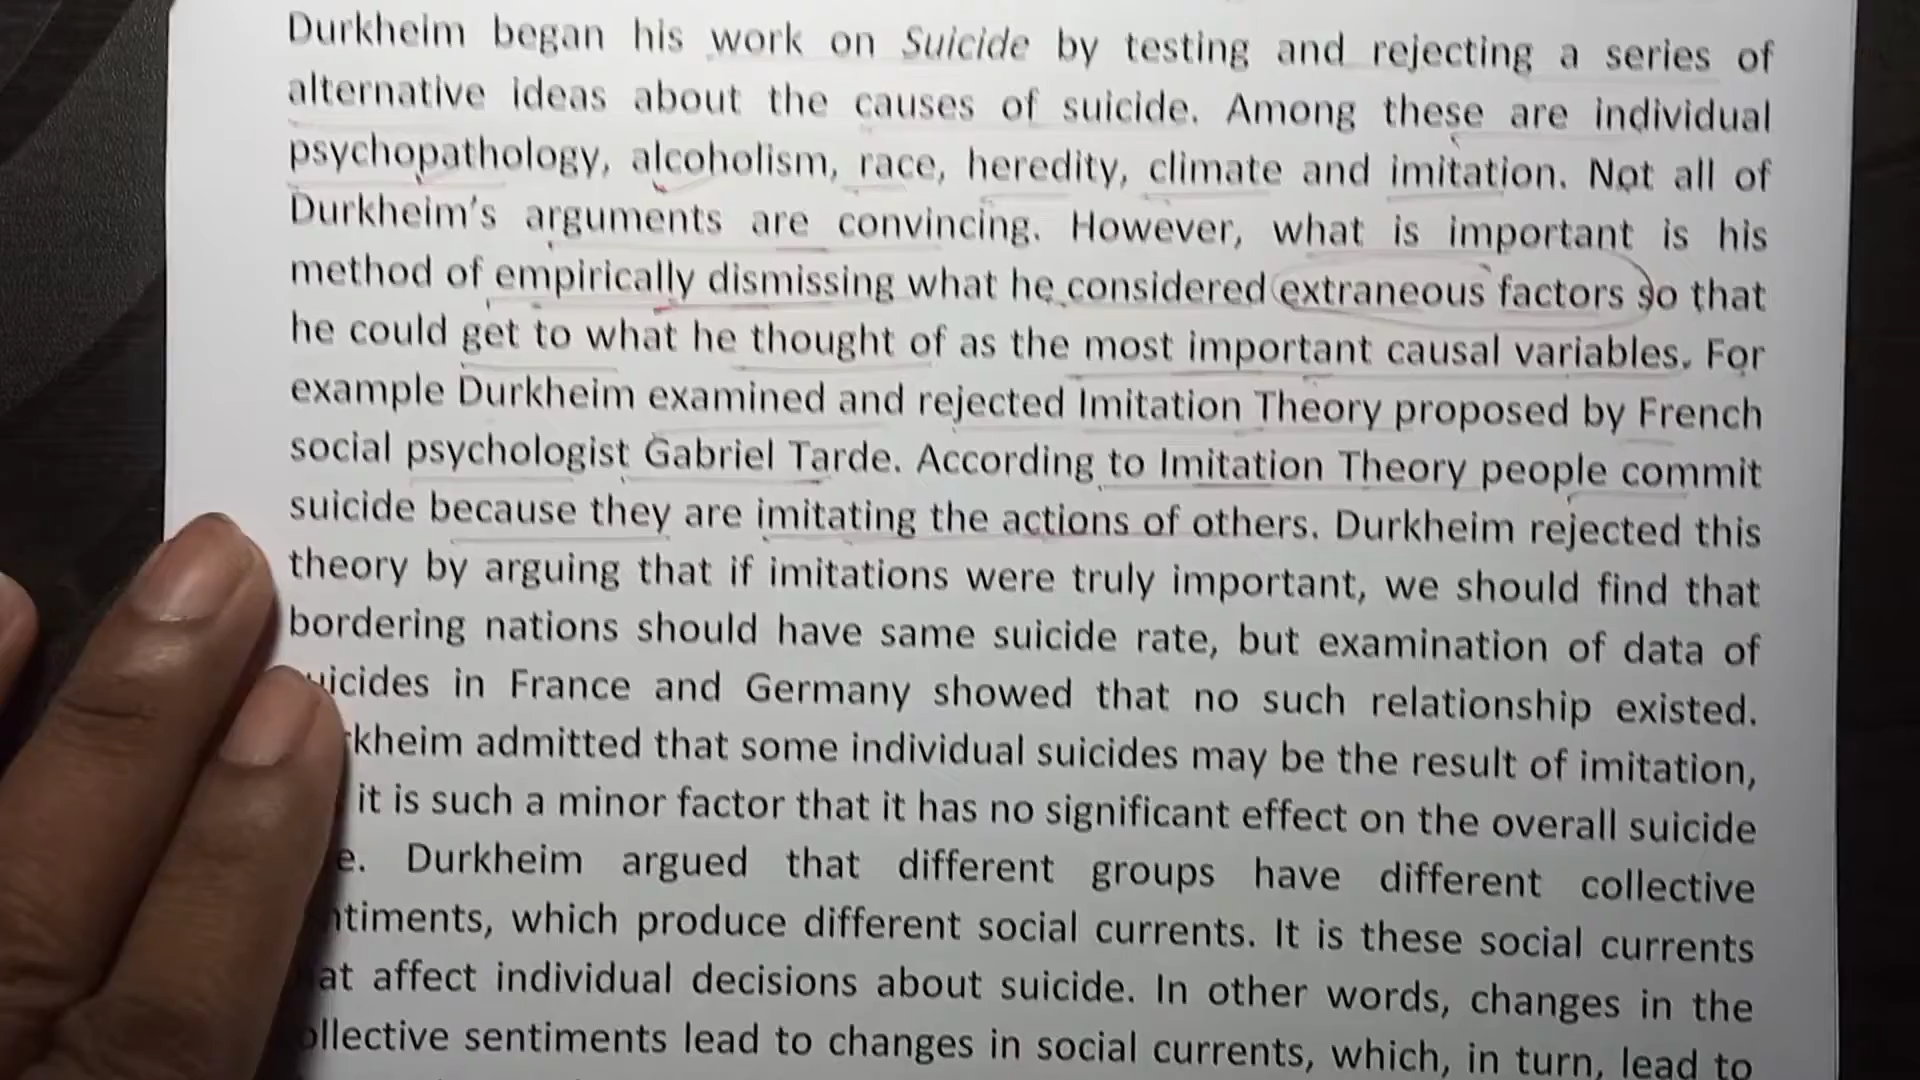 Durkheim began his work on Suicide by testing and rejecting a series of
alternative ideas about the causes of suicide. Among these are individual
psychopathology, alcoholism, race, heredity, climate and imitation. Not all of
Durkheim's arguments are convincing. However, what is important is his
method of empirically dismissing what he considered extraneous factors so that
he could get to what he thought of as the most important causal variables. For
example Durkheim examined and rejected Imitation Theory proposed by French
social psychologist Gabriel Tarde. According to Imitation Theory people commit
suicide because they are imitating the actions of others. Durkheim rejected this
theory by arguing that if imitations were truly important, we should find that
bordering nations should have same suicide rate, but examination of data of
uicides in France and Germany showed that no such relationship existed.
rkheim admitted that some individual suicides may be the result of imitation,
it is such a minor factor that it has no significant effect on the overall suicide
e. Durkheim argued that different groups have different collective
ntiments, which produce different social currents. It is these social currents
at affect individual decisions about suicide. In other words, changes in the
ollective sentiments lead to changes in social currents, which, in turn, lead to